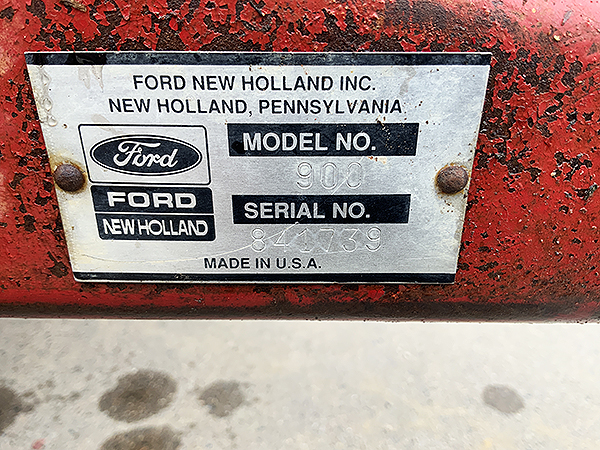 FORD NEW HOLLAND INC.
NEW HOLLAND, PENNSYLVANIA
Ford
FORD
NEW HOLLAND
MODEL NO.
900
SERIAL NO.
841739
MADE IN U.S.A.